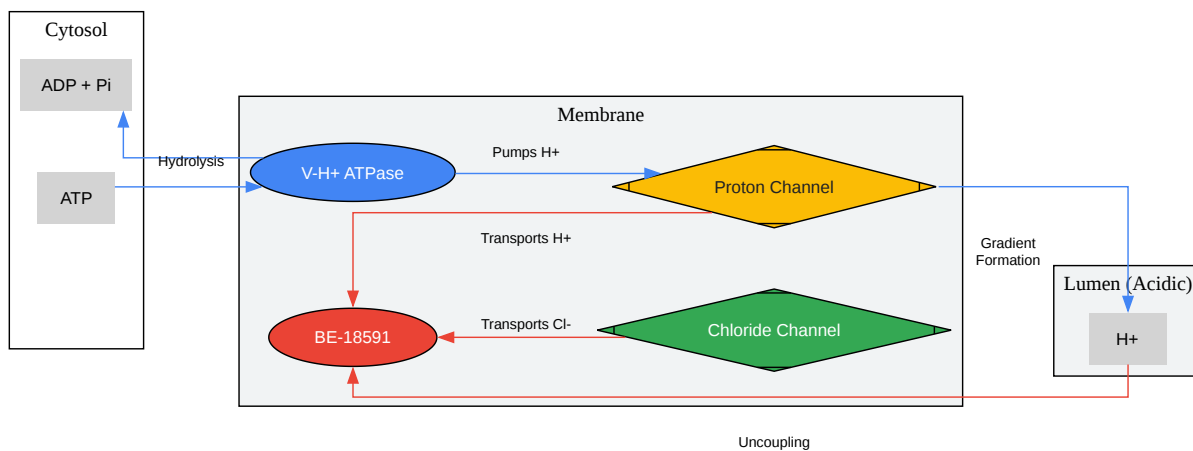 Cytosol
ADP + Pi
Hydrolysis
ATP
Membrane
V-H+ ATPase
Pumps H+
Proton Channel
Transports H+
Gradient
Formation
BE-18591
Transports Cl-
Chloride Channel
Lumen (Acidic)
H+
Uncoupling